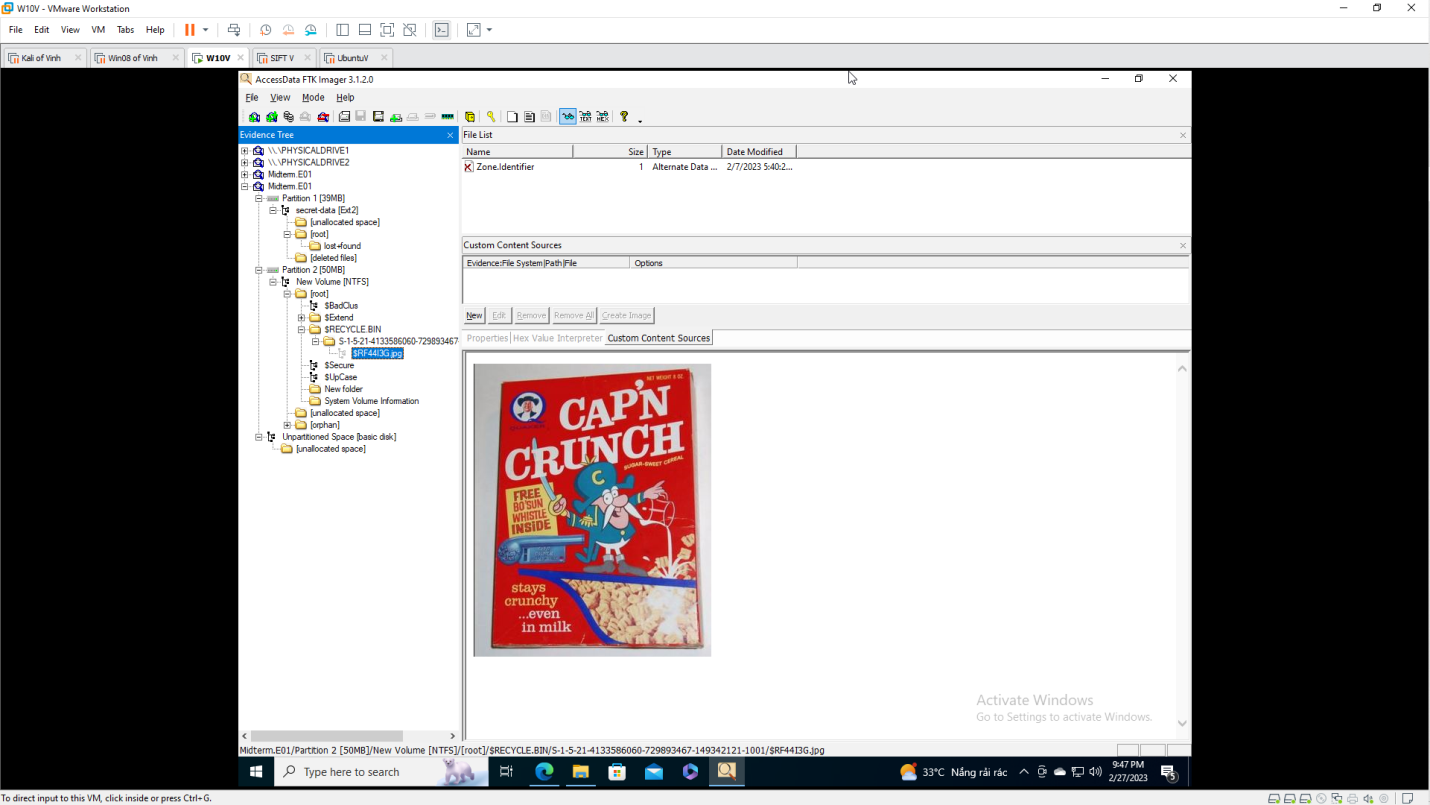 W10V - VMware Workstation
File Edit View VM Tabs Help
Kali of Vinh Win08 of Vinh W10V SIFT V UbuntuV
AccessData FTK Imager 3.1.2.0
File View Mode Help
Evidence Tree
\\.\PHYSICALDRIVE1
\\.\PHYSICALDRIVE2
Midterm.E01
Midterm.E01
Partition 1 [39MB]
secret-data [Ext2]
[unallocated space]
[root]
lost+found
[deleted files]
Partition 2 [50MB]
New Volume [NTFS]
[root]
$BadClus
$Extend
$RECYCLE.BIN
S-1-5-21-4133586060-729893467-
$RF44I3G.jpg
$Secure
$UpCase
New folder
System Volume Information
[unallocated space]
[orphan]
Unpartitioned Space [basic disk]
[unallocated space]
File List
Name Size Type Date Modified
Zone.Identifier 1 Alternate Data ... 2/7/2023 5:40:2...
Custom Content Sources
Evidence:File System|Path|File Options
New Edit Remove Remove All Create Image
Properties Hex Value Interpreter Custom Content Sources
NET WEIGHT 8 OZ.
CAP'N
CRUNCH
SUGAR-SWEET CEREAL
FREE
BO'SUN
WHISTLE
INSIDE
stays
crunchy
...even
in milk
Activate Windows
Go to Settings to activate Windows.
Midterm.E01/Partition 2 [50MB]/New Volume [NTFS]/[root]/$RECYCLE.BIN/S-1-5-21-4133586060-729893467-149342121-1001/$RF44I3G.jpg
Type here to search
33°C Nắng rải rác
9:47 PM
2/27/2023
5
To direct input to this VM, click inside or press Ctrl+G.